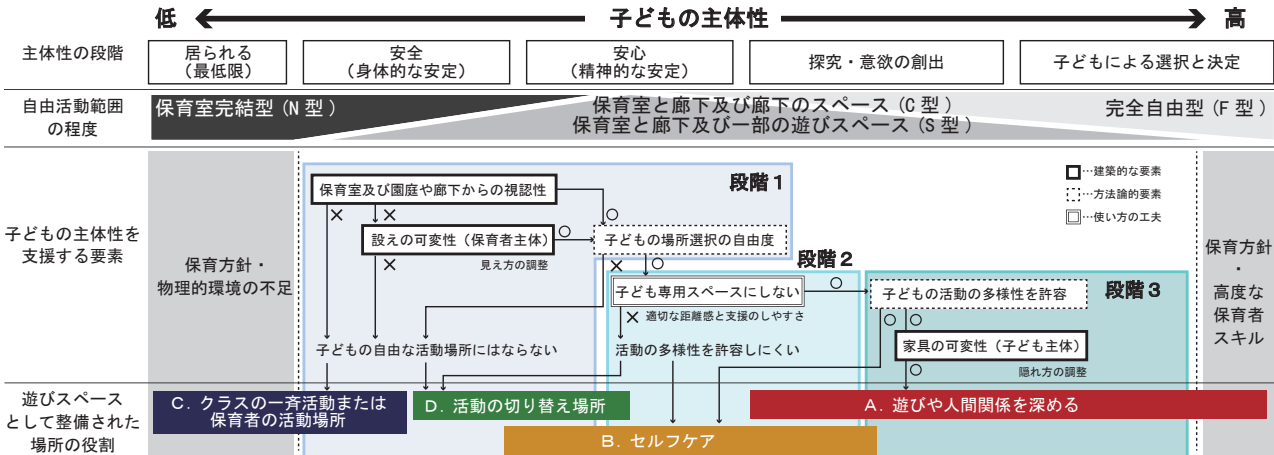 低
子どもの主体性
高
主体性の段階
居られる
（最低限）
安全
（身体的な安定）
安心
（精神的な安定）
探究・意欲の創出
子どもによる選択と決定
自由活動範囲
の程度
保育室完結型（N 型）
保育室と廊下及び廊下のスペース（C 型）
保育室と廊下及び一部の遊びスペース（S 型）
完全自由型（F 型）
子どもの主体性を
支援する要素
保育方針・
物理的環境の不足
段階 1
保育室及び園庭や廊下からの視認性
×
×
○
設えの可変性（保育者主体）
○
子どもの場所選択の自由度
×
見え方の調整
×
○
段階 2
子ども専用スペースにしない
○
× 適切な距離感と支援のしやすさ
子どもの自由な活動場所にはならない
活動の多様性を許容しにくい
□…建築的な要素
□…方法論的要素
□…使い方の工夫
段階 3
子どもの活動の多様性を許容
○
○
家具の可変性（子ども主体）
○
隠れ方の調整
保育方針
・
高度な
保育者
スキル
遊びスペース
として整備された
場所の役割
C．クラスの一斉活動または
保育者の活動場所
D．活動の切り替え場所
A．遊びや人間関係を深める
B．セルフケア